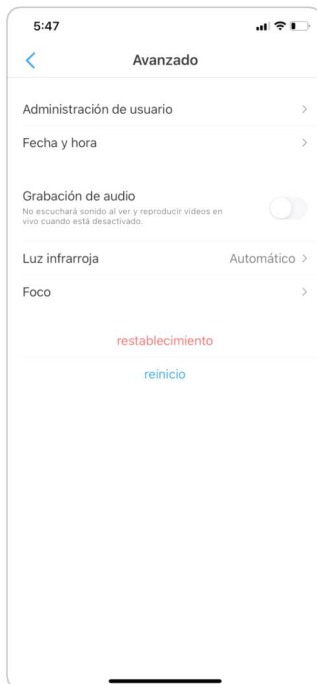 5:47
Avanzado
Administración de usuario
Fecha y hora
Grabación de audio
No escuchará sonido al ver y reproducir vídeos en
vivo cuando está desactivado.
Luz infrarroja Automático
Foco
restablecimiento
reinicio